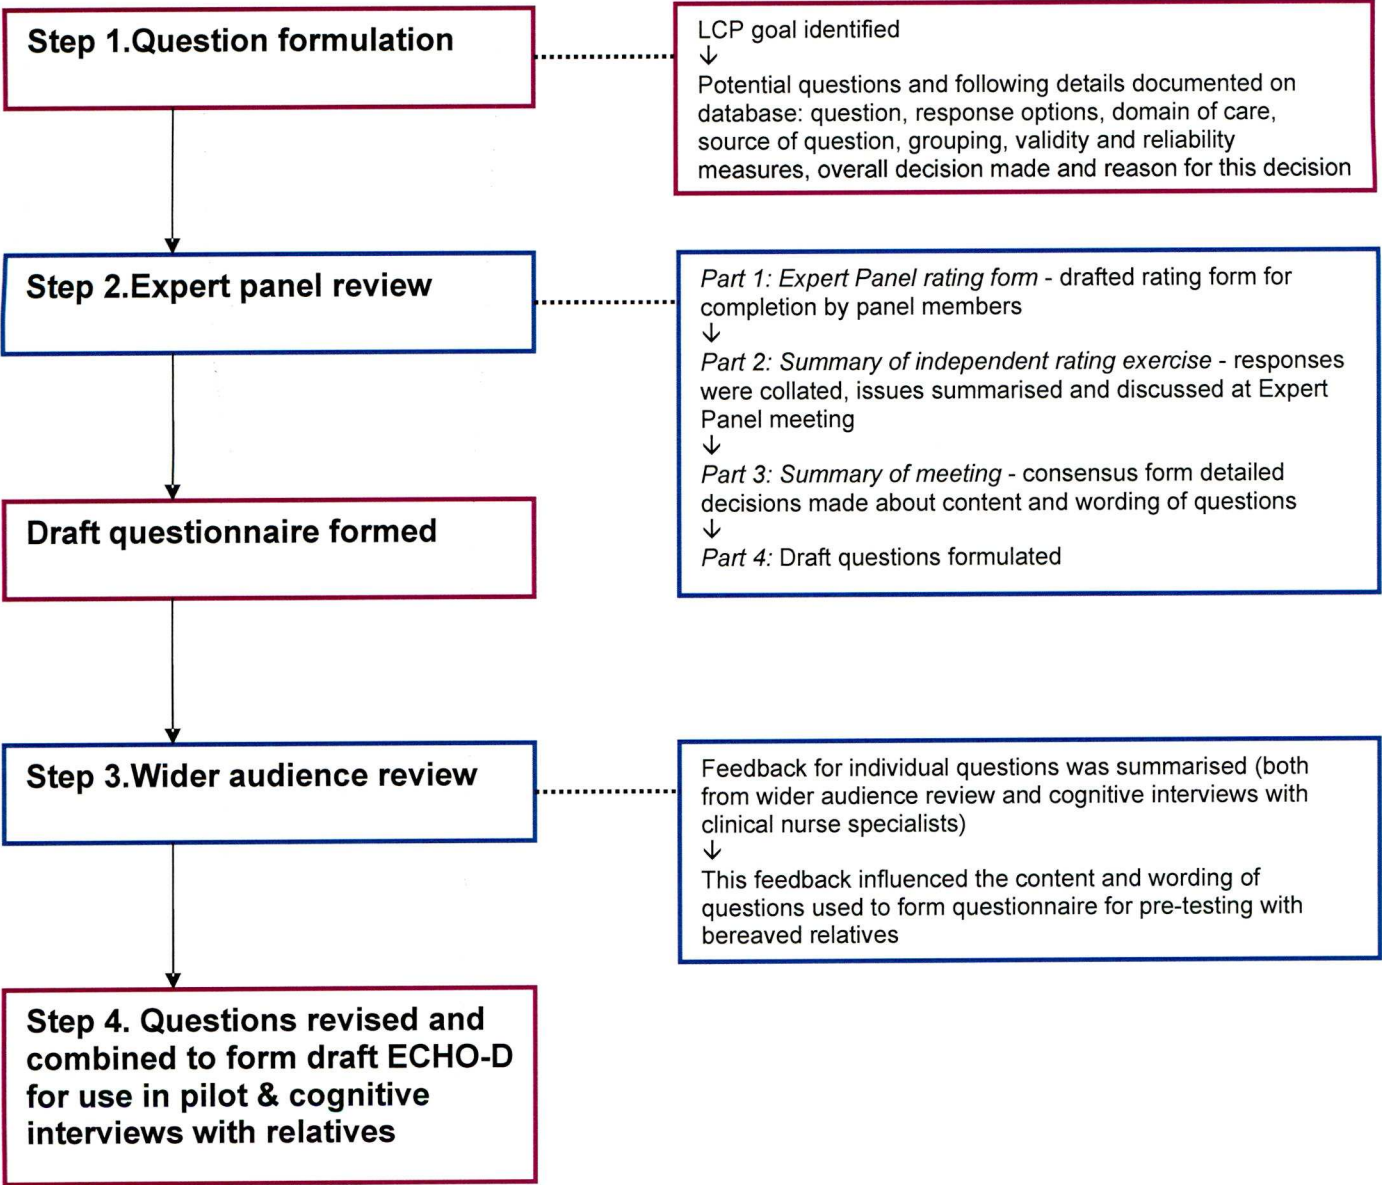 Step 1.Question formulation
LCP goal identified
↓
Potential questions and following details documented on
database: question, response options, domain of care,
source of question, grouping, validity and reliability
measures, overall decision made and reason for this decision
Step 2.Expert panel review
Part 1: Expert Panel rating form - drafted rating form for
completion by panel members
↓
Part 2: Summary of independent rating exercise - responses
were collated, issues summarised and discussed at Expert
Panel meeting
↓
Part 3: Summary of meeting - consensus form detailed
decisions made about content and wording of questions
↓
Part 4: Draft questions formulated
Draft questionnaire formed
Step 3.Wider audience review
Feedback for individual questions was summarised (both
from wider audience review and cognitive interviews with
clinical nurse specialists)
↓
This feedback influenced the content and wording of
questions used to form questionnaire for pre-testing with
bereaved relatives
Step 4. Questions revised and
combined to form draft ECHO-D
for use in pilot & cognitive
interviews with relatives